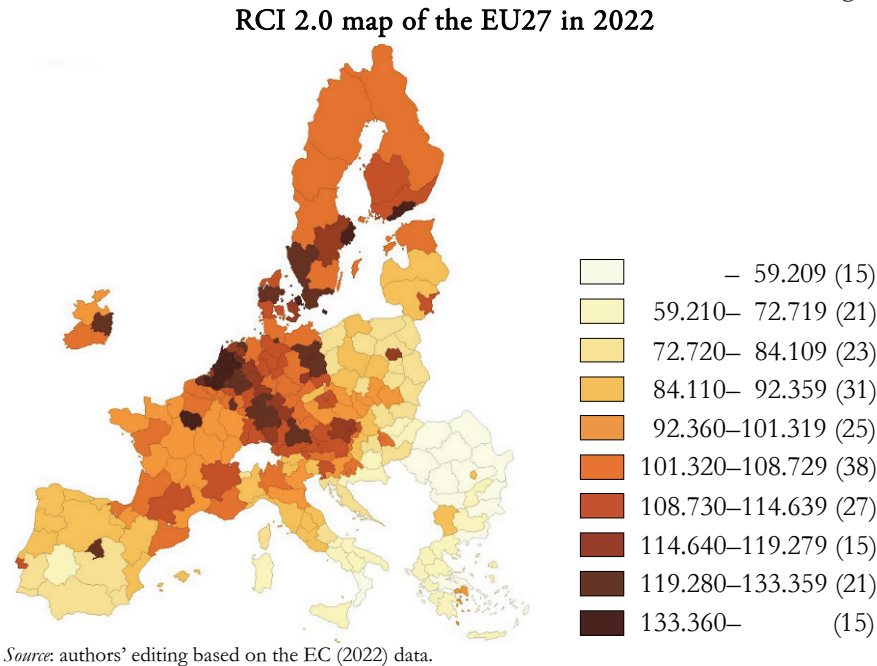 RCI 2.0 map of the EU27 in 2022
– 59.209 (15)
59.210– 72.719 (21)
72.720– 84.109 (23)
84.110– 92.359 (31)
92.360–101.319 (25)
101.320–108.729 (38)
108.730–114.639 (27)
114.640–119.279 (15)
119.280–133.359 (21)
133.360– (15)
Source: authors' editing based on the EC (2022) data.